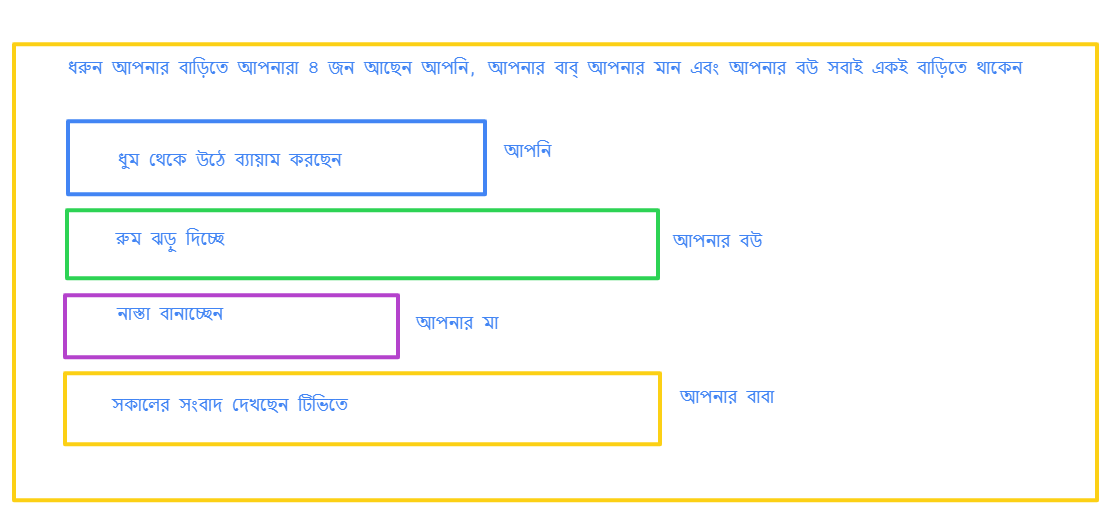 ধরুন আপনার বাড়িতে আপনারা ৪ জন আছেন আপনি, আপনার বাব্ আপনার মান এবং আপনার বউ সবাই একই বাড়িতে থাকেন
ধুম থেকে উঠে ব্যায়াম করছেন
আপনি
রুম ঝড়ু দিচ্ছে
আপনার বউ
নাস্তা বানাচ্ছেন
আপনার মা
সকালের সংবাদ দেখছেন টিভিতে
আপনার বাবা